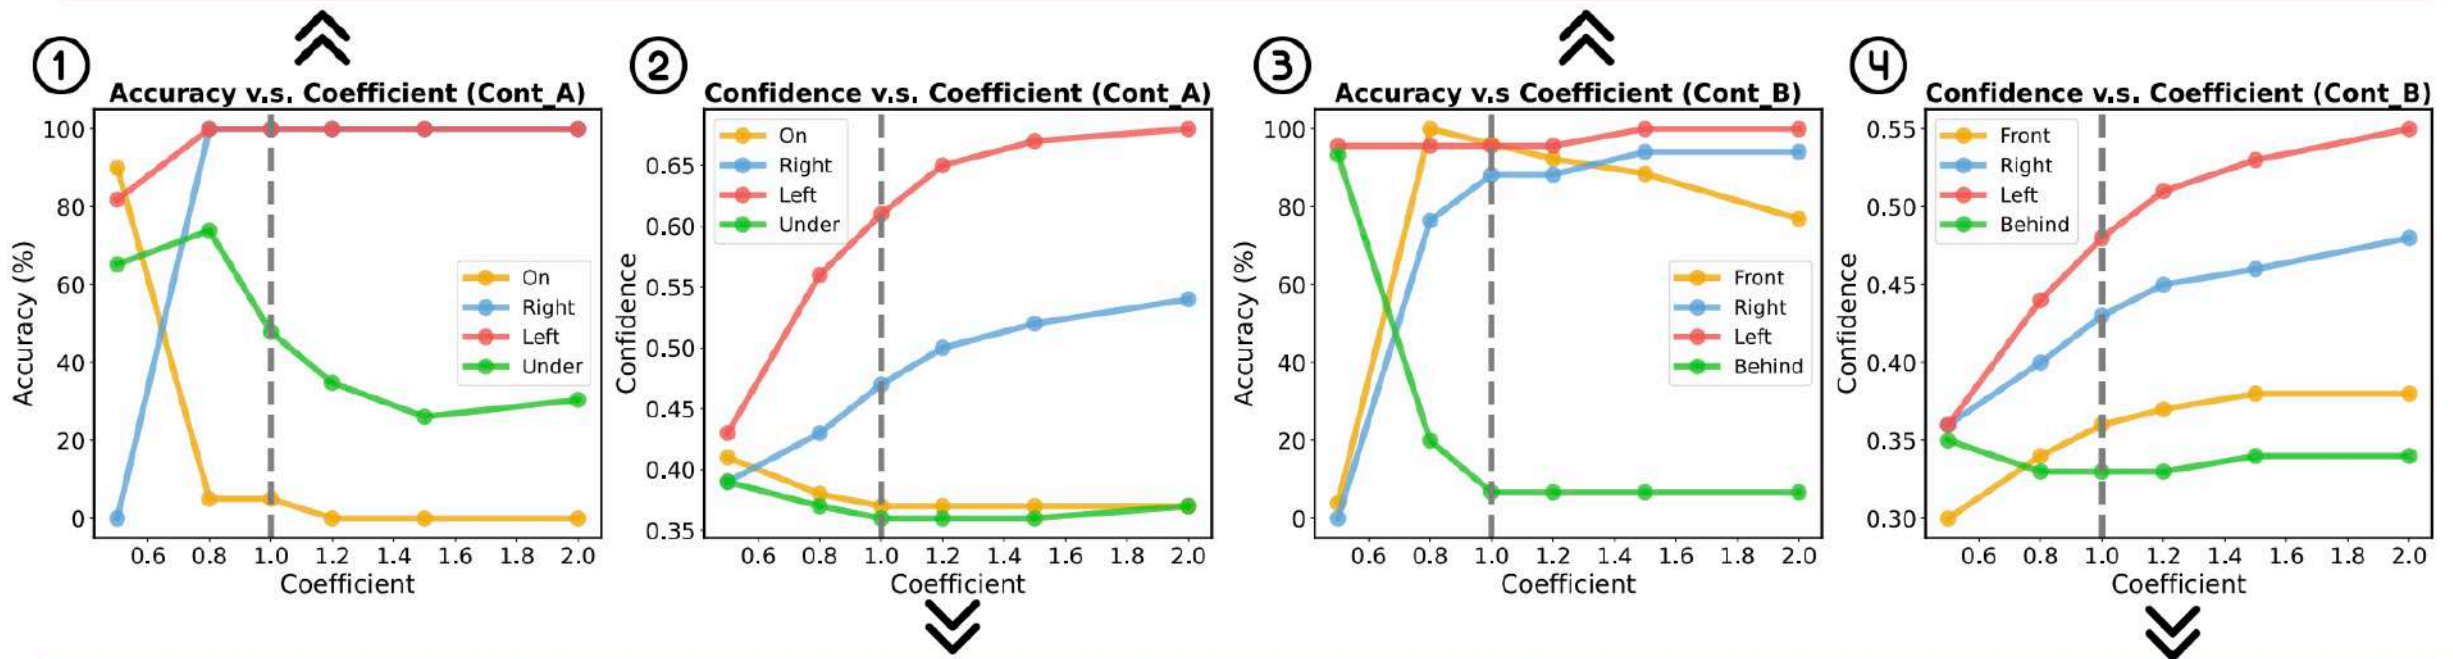 1
Accuracy v.s. Coefficient (Cont_A)
100
80
60
40
20
0
Accuracy (%)
On
Right
Left
Under
0.6 0.8 1.0 1.2 1.4 1.6 1.8 2.0
Coefficient
2
Confidence v.s. Coefficient (Cont_A)
On
Right
Left
Under
0.65
0.60
0.55
0.50
0.45
0.40
0.35
Confidence
0.6 0.8 1.0 1.2 1.4 1.6 1.8 2.0
Coefficient
3
Accuracy v.s Coefficient (Cont_B)
100
80
60
40
20
0
Accuracy (%)
Front
Right
Left
Behind
0.6 0.8 1.0 1.2 1.4 1.6 1.8 2.0
Coefficient
4
Confidence v.s. Coefficient (Cont_B)
Front
Right
Left
Behind
0.55
0.50
0.45
0.40
0.35
0.30
Confidence
0.6 0.8 1.0 1.2 1.4 1.6 1.8 2.0
Coefficient